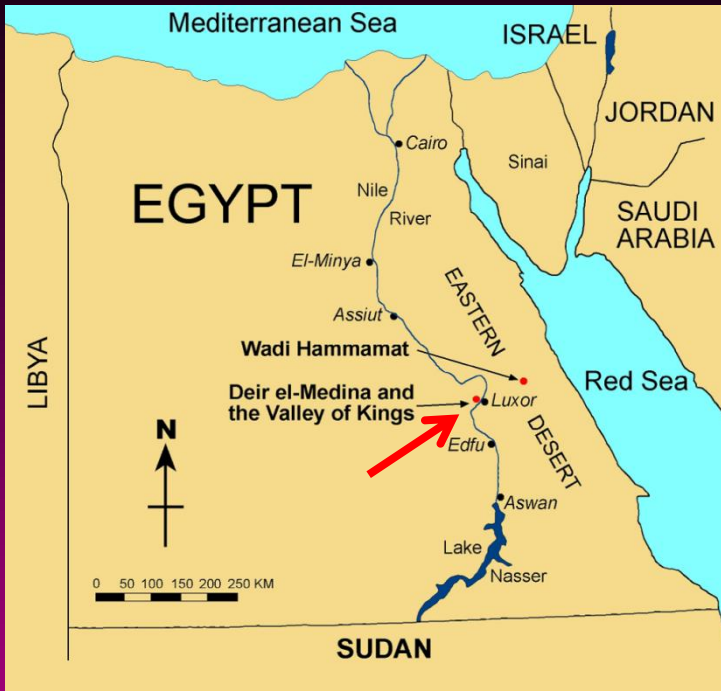 Mediterranean Sea
ISRAEL
JORDAN
Cairo
Sinai
Nile
EGYPT
River
SAUDI
ARABIA
El-Minya
EASTERN
Assiut
LIBYA
Wadi Hammamat
Red Sea
Deir el-Medina and
the Valley of Kings
Luxor
DESERT
N
Edfu
Aswan
Lake
Nasser
0 50 100 150 200 250 KM
SUDAN